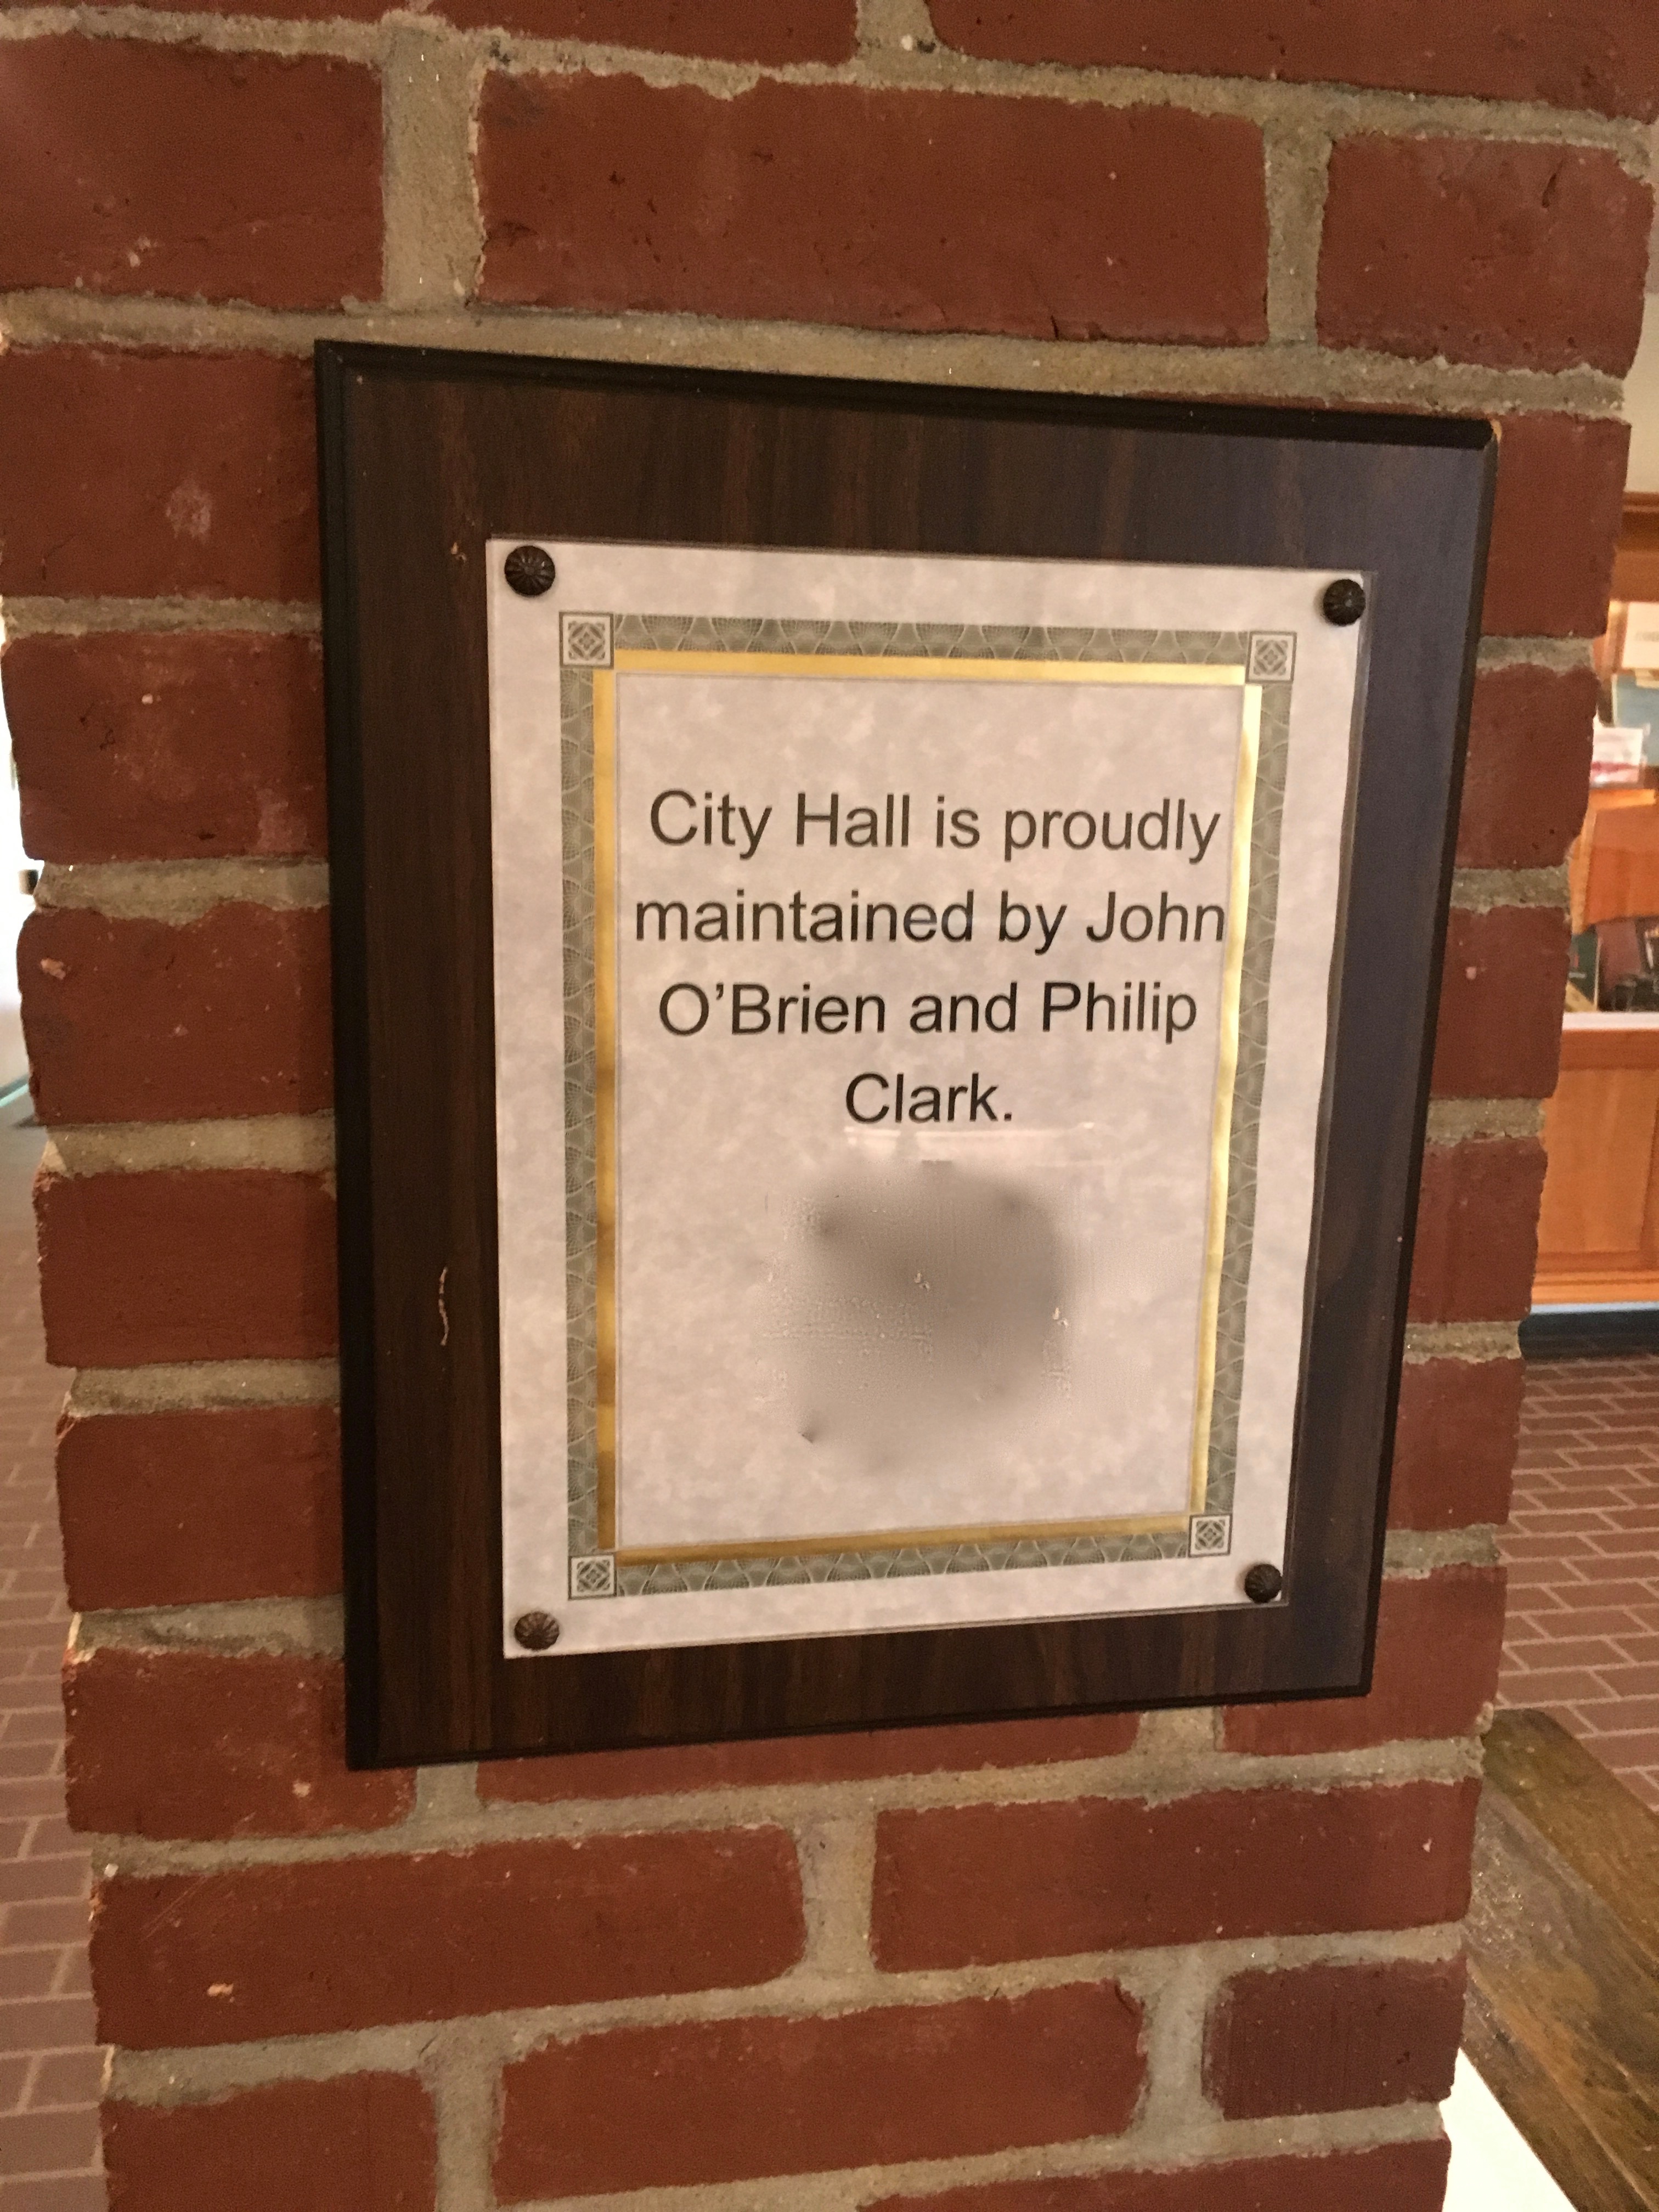 City Hall is proudly
maintained by John
O’Brien and Philip
Clark.